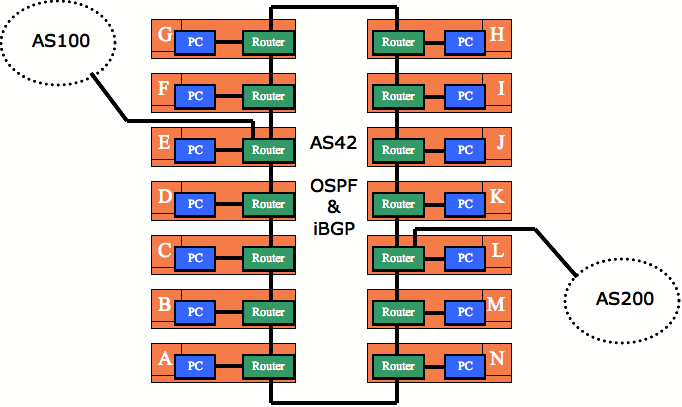 AS100
G PC Router
Router PC H
F PC Router
Router PC I
E PC Router
AS42
Router PC J
D PC Router
OSPF
&
iBGP
Router PC K
C PC Router
Router PC L
AS200
B PC Router
Router PC M
A PC Router
Router PC N